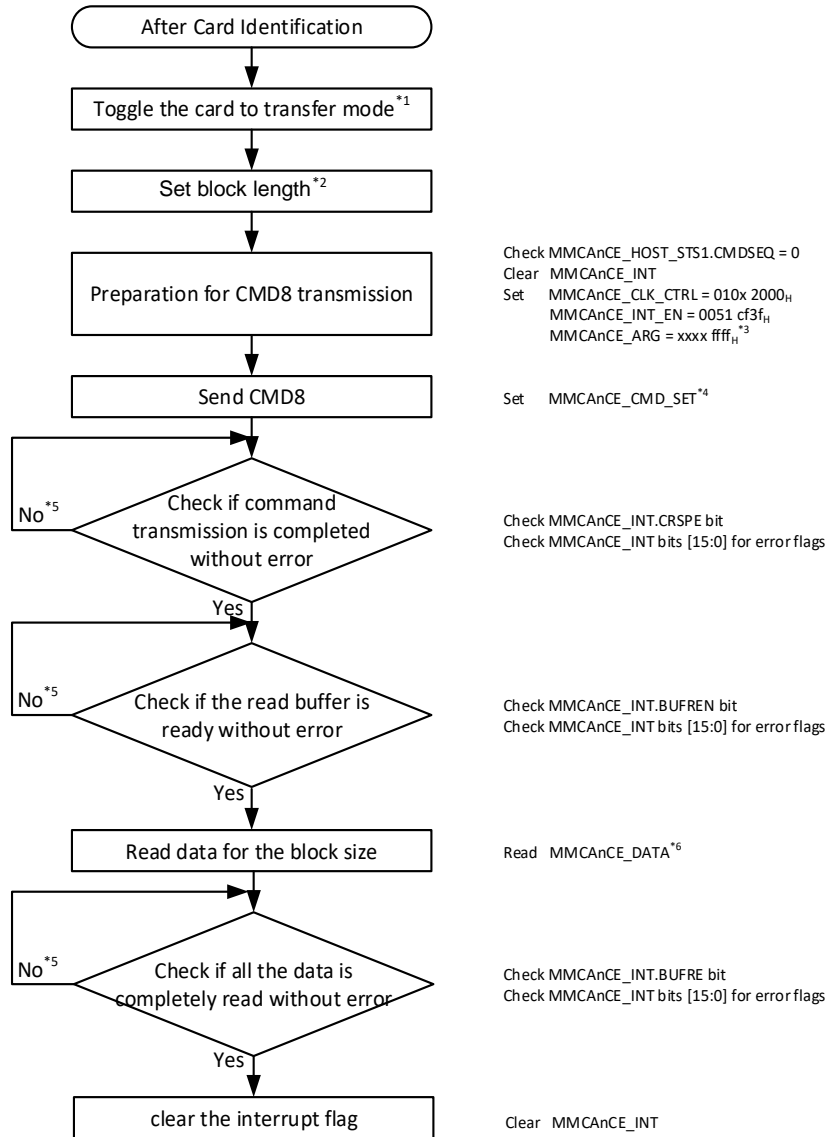 After Card Identification
Toggle the card to transfer mode*1
Set block length*2
Preparation for CMD8 transmission
Check MMCAnCE_HOST_STS1.CMDSEQ = 0
Clear MMCAnCE_INT
Set MMCAnCE_CLK_CTRL = 010x 2000H
MMCAnCE_INT_EN = 0051 cf3fH
MMCAnCE_ARG = xxxx ffffH*3
Send CMD8
Set MMCAnCE_CMD_SET*4
No*5
Check if command
transmission is completed
without error
Check MMCAnCE_INT.CRSPE bit
Check MMCAnCE_INT bits [15:0] for error flags
Yes
No*5
Check if the read buffer is
ready without error
Check MMCAnCE_INT.BUFREN bit
Check MMCAnCE_INT bits [15:0] for error flags
Yes
Read data for the block size
Read MMCAnCE_DATA*6
No*5
Check if all the data is
completely read without error
Check MMCAnCE_INT.BUFRE bit
Check MMCAnCE_INT bits [15:0] for error flags
Yes
clear the interrupt flag
Clear MMCAnCE_INT